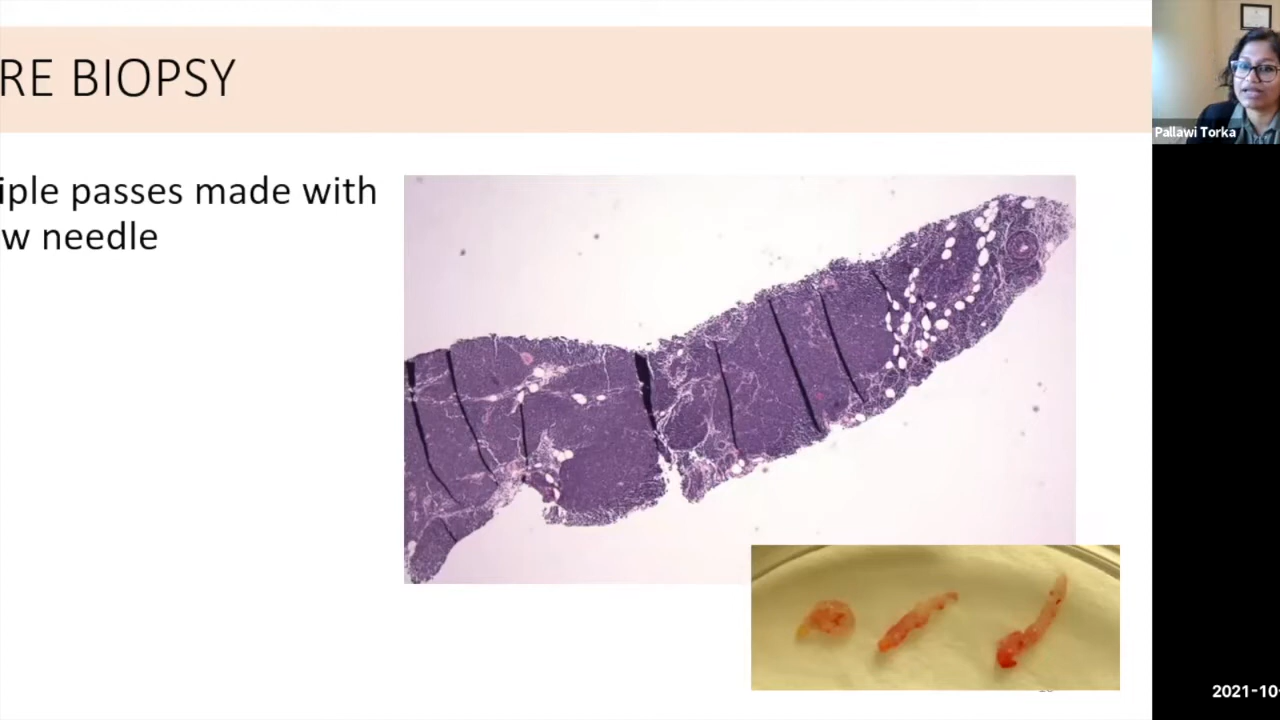 RE BIOPSY
iple passes made with
w needle
Pallawi Torka
2021-10-